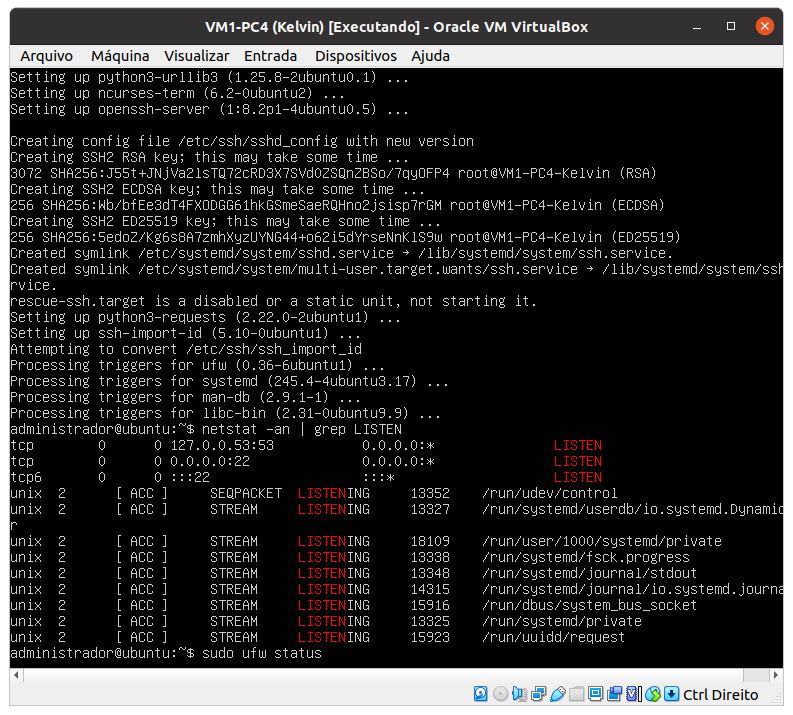 VM1-PC4 (Kelvin) [Executando] - Oracle VM VirtualBox
Arquivo Máquina Visualizar Entrada Dispositivos Ajuda
Setting up python3-urllib3 (1.25.8-2ubuntu0.1) ...
Setting up ncurses-term (6.2-0ubuntu2) ...
Setting up openssh-server (1:8.2p1-4ubuntu0.5) ...
Creating config file /etc/ssh/sshd_config with new version
Creating SSH2 RSA key; this may take some time ...
3072 SHA256:J55t+JNjVa2lsTQ72cRD3X7SVd0ZSQnZBSo/7qyOFP4 root@VM1-PC4-Kelvin (RSA)
Creating SSH2 ECDSA key; this may take some time ...
256 SHA256:Wb/bfEe3dT4FXODGG61hkGSmeSaeRQHno2jsisp7rGM root@VM1-PC4-Kelvin (ECDSA)
Creating SSH2 ED25519 key; this may take some time ...
256 SHA256:5edoZ/Kg6s8A7zmhXyzUYNG44+o62i5dYrseNnKlS9w root@VM1-PC4-Kelvin (ED25519)
Created symlink /etc/systemd/system/sshd.service → /lib/systemd/system/ssh.service.
Created symlink /etc/systemd/system/multi-user.target.wants/ssh.service → /lib/systemd/system/ssh
rvice.
rescue-ssh.target is a disabled or a static unit, not starting it.
Setting up python3-requests (2.22.0-2ubuntu1) ...
Setting up ssh-import-id (5.10-0ubuntu1) ...
Attempting to convert /etc/ssh/ssh_import_id
Processing triggers for ufw (0.36-6ubuntu1) ...
Processing triggers for systemd (245.4-4ubuntu3.17) ...
Processing triggers for man-db (2.9.1-1) ...
Processing triggers for libc-bin (2.31-0ubuntu9.9) ...
administrador@ubuntu:~$ netstat -an | grep LISTEN
tcp 0 0 127.0.0.53:53 0.0.0.0:* LISTEN
tcp 0 0 0.0.0.0:22 0.0.0.0:* LISTEN
tcp6 0 0 :::22 :::* LISTEN
unix 2 [ ACC ] SEQPACKET LISTENING 13352 /run/udev/control
unix 2 [ ACC ] STREAM LISTENING 13327 /run/systemd/userdb/io.systemd.Dynamic
r
unix 2 [ ACC ] STREAM LISTENING 18109 /run/user/1000/systemd/private
unix 2 [ ACC ] STREAM LISTENING 13338 /run/systemd/fsck.progress
unix 2 [ ACC ] STREAM LISTENING 13348 /run/systemd/journal/stdout
unix 2 [ ACC ] STREAM LISTENING 14315 /run/systemd/journal/io.systemd.journa
unix 2 [ ACC ] STREAM LISTENING 15916 /run/dbus/system_bus_socket
unix 2 [ ACC ] STREAM LISTENING 13325 /run/systemd/private
unix 2 [ ACC ] STREAM LISTENING 15923 /run/uuidd/request
administrador@ubuntu:~$ sudo ufw status
Ctrl Direito